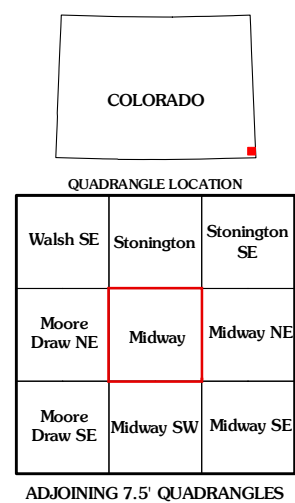 COLORADO
QUADRANGLE LOCATION
Walsh SE
Stonington
Stonington
SE
Moore
Draw NE
Midway
Midway NE
Moore
Draw SE
Midway SW
Midway SE
ADJOINING 7.5' QUADRANGLES